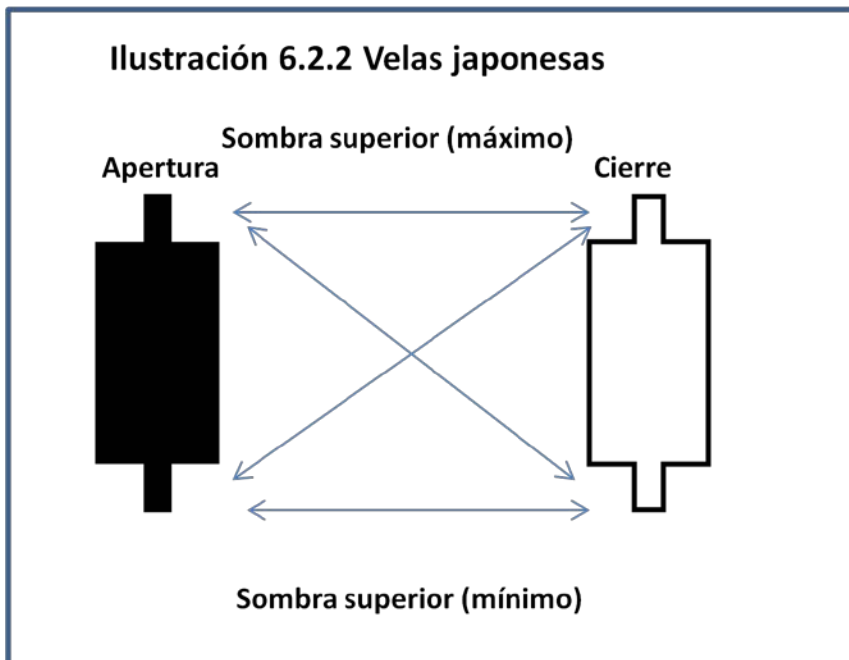 Ilustración 6.2.2 Velas japonesas
Sombra superior (máximo)
Apertura
Cierre
Sombra superior (mínimo)